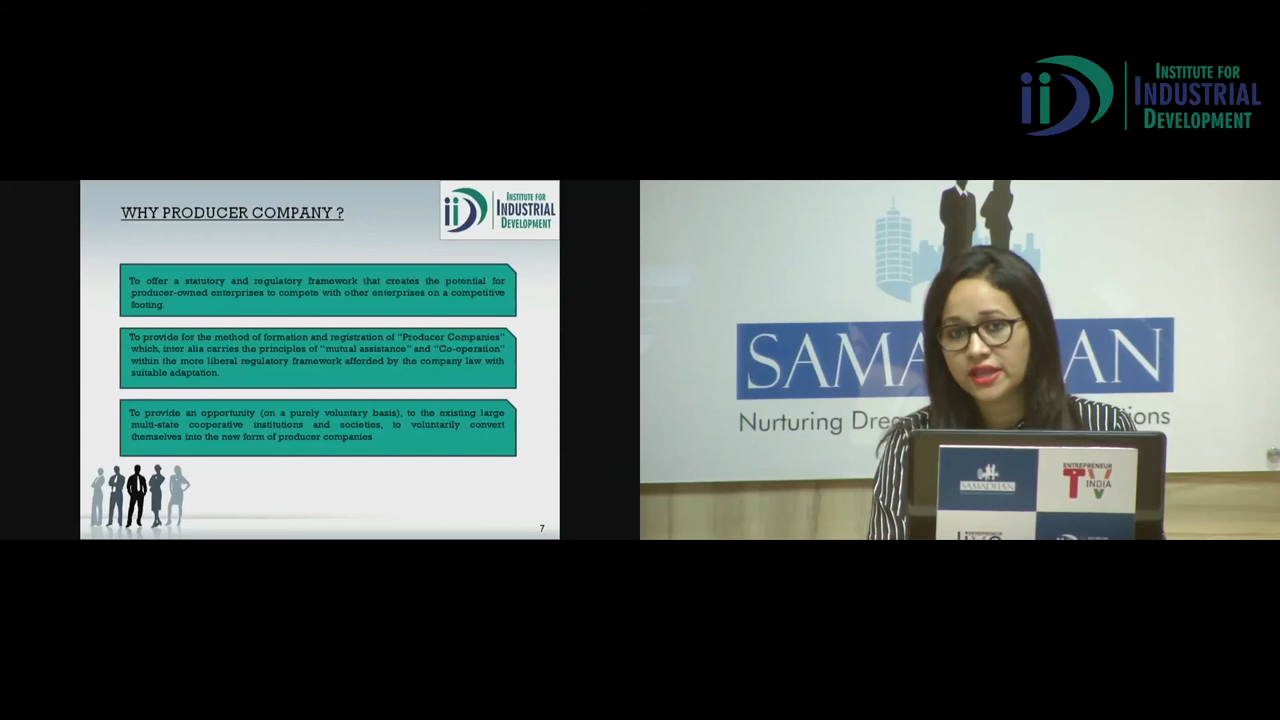 INSTITUTE FOR
INDUSTRIAL
DEVELOPMENT
WHY PRODUCER COMPANY ?
INSTITUTE FOR
INDUSTRIAL
DEVELOPMENT
To offer a statutory and regulatory framework that creates the potential for
producer-owned enterprises to compete with other enterprises on a competitive
footing.
To provide for the method of formation and registration of "Producer Companies"
which, inter alia carries the principles of "mutual assistance" and "Co-operation"
within the more liberal regulatory framework afforded by the company law with
suitable adaptation.
To provide an opportunity (on a purely voluntary basis), to the existing large
multi-state cooperative institutions and societies, to voluntarily convert
themselves into the new form of producer companies
7
SAMA HAN
Nurturing
SAMADHAN
ENTREPRENEUR
TV
INDIA